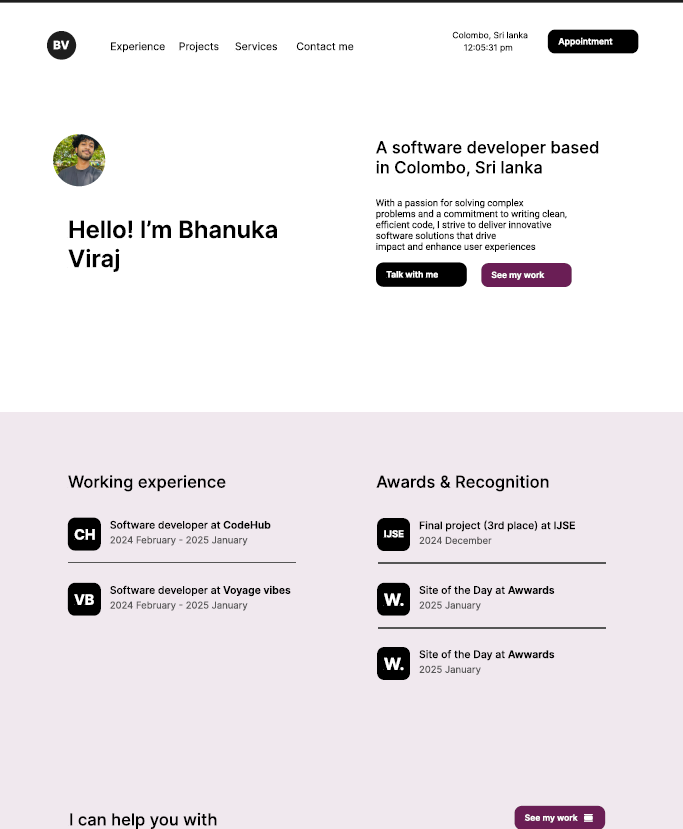 BV
Experience Projects Services Contact me
Colombo, Sri lanka
12:05:31 pm
Appointment
Hello! I'm Bhanuka
Viraj
A software developer based
in Colombo, Sri lanka
With a passion for solving complex
problems and a commitment to writing clean,
efficient code, I strive to deliver innovative
software solutions that drive
impact and enhance user experiences
Talk with me
See my work
Working experience
CH
Software developer at CodeHub
2024 February - 2025 January
VB
Software developer at Voyage vibes
2024 February - 2025 January
Awards & Recognition
IJSE
Final project (3rd place) at IJSE
2024 December
W.
Site of the Day at Awwards
2025 January
W.
Site of the Day at Awwards
2025 January
I can help you with
See my work